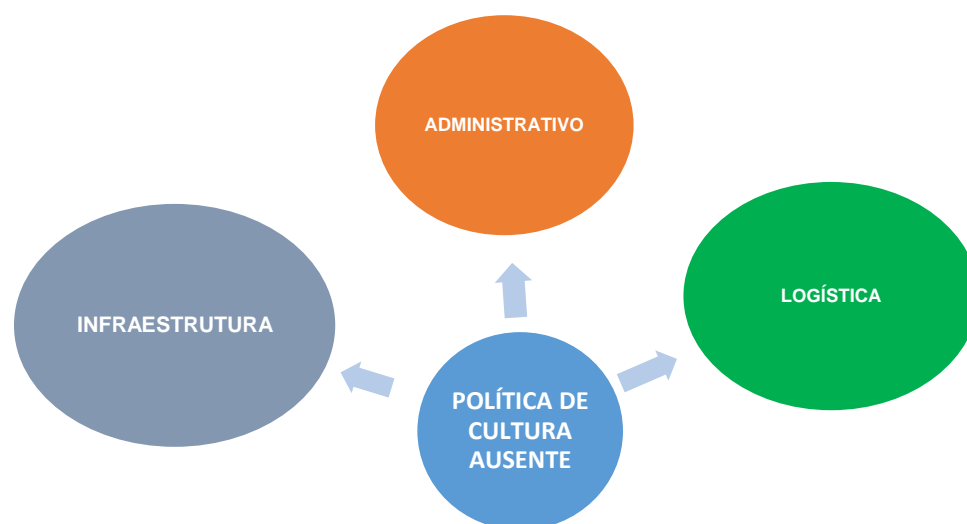 ADMINISTRATIVO
LOGÍSTICA
INFRAESTRUTURA
POLÍTICA DE
CULTURA
AUSENTE